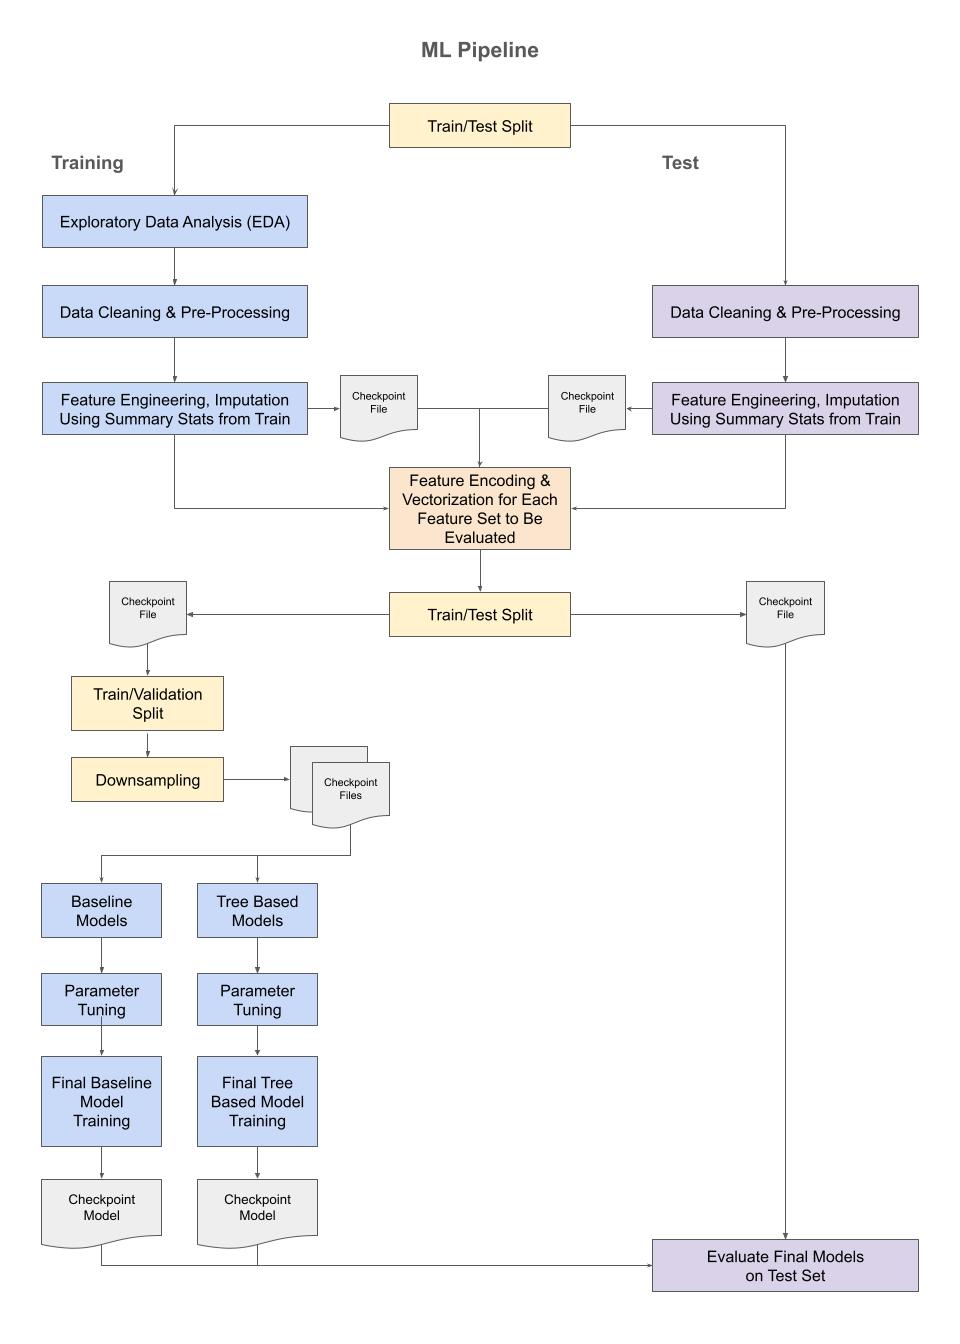 ML Pipeline
Train/Test Split
Training
Test
Exploratory Data Analysis (EDA)
Data Cleaning & Pre-Processing
Data Cleaning & Pre-Processing
Feature Engineering, Imputation
Using Summary Stats from Train
Checkpoint
File
Checkpoint
File
Feature Engineering, Imputation
Using Summary Stats from Train
Feature Encoding &
Vectorization for Each
Feature Set to Be
Evaluated
Checkpoint
File
Train/Test Split
Checkpoint
File
Train/Validation
Split
Downsampling
Checkpoint
Files
Baseline
Models
Tree Based
Models
Parameter
Tuning
Parameter
Tuning
Final Baseline
Model
Training
Final Tree
Based Model
Training
Checkpoint
Model
Checkpoint
Model
Evaluate Final Models
on Test Set